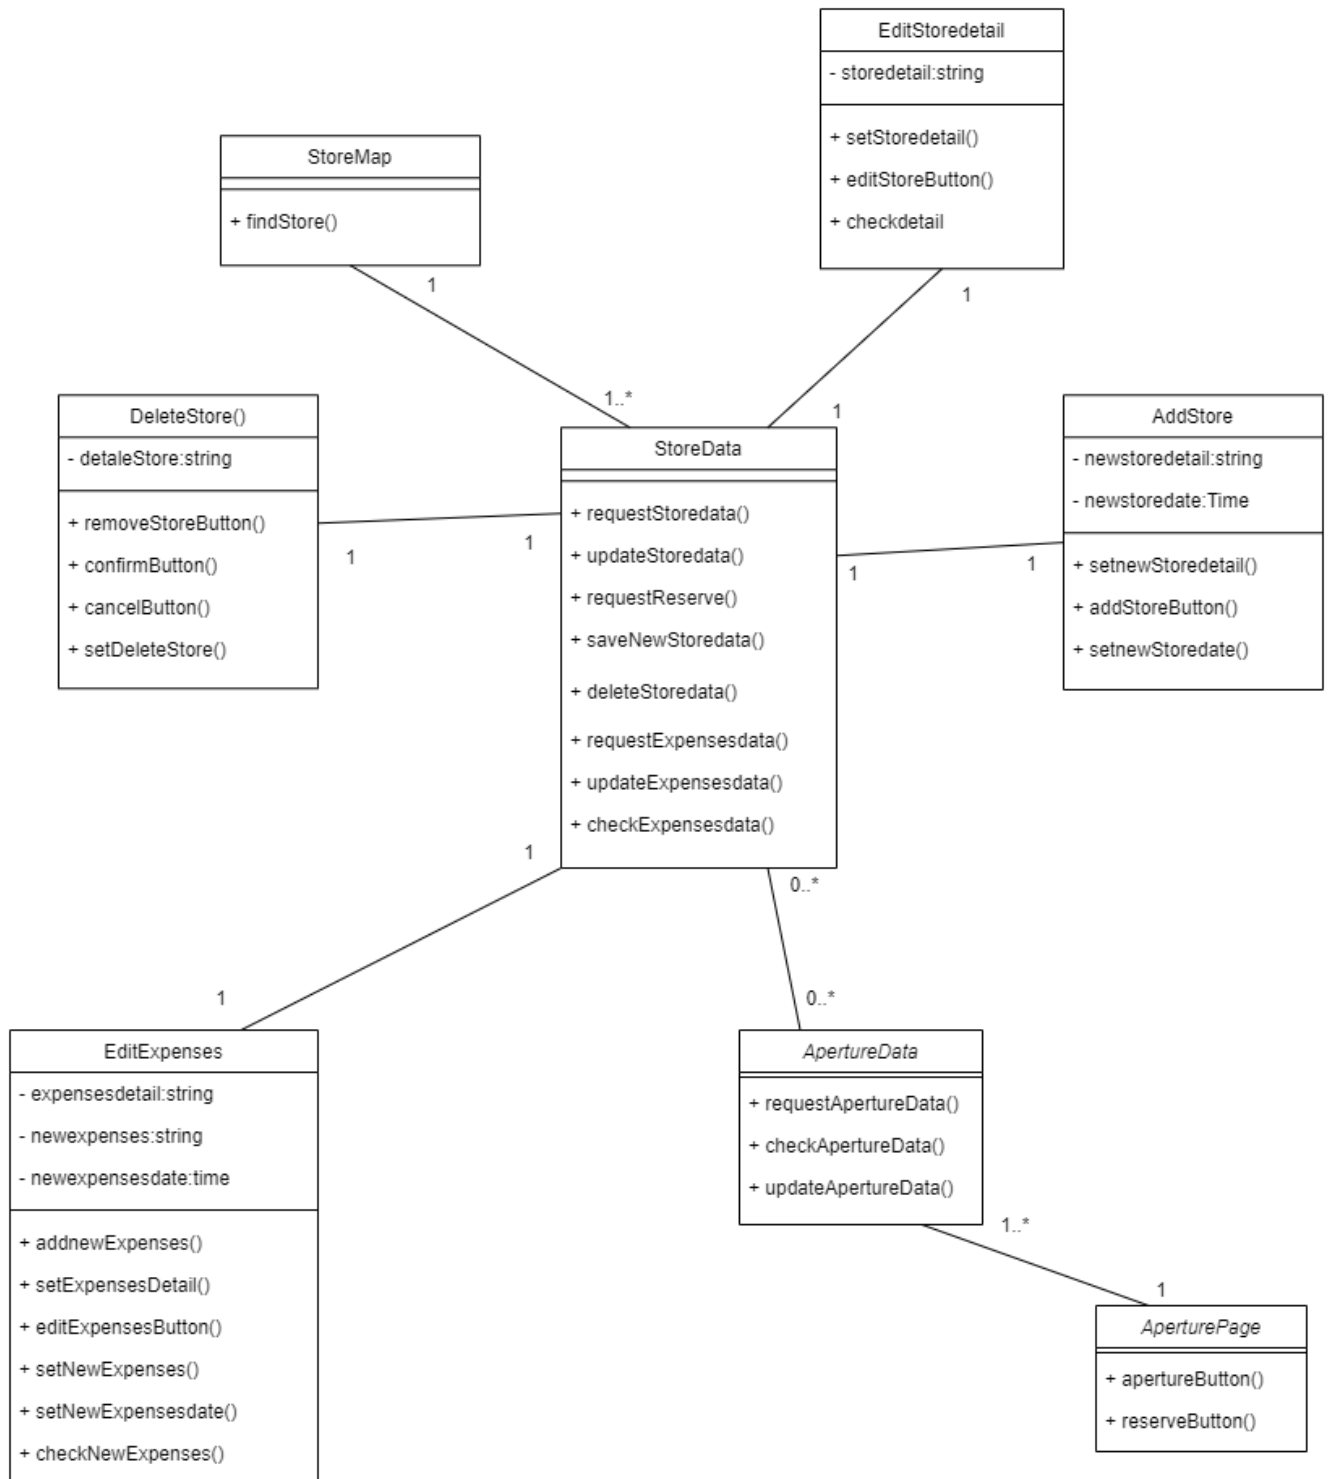 EditStoredetail
- storedetail:string
+ setStoredetail()
+ editStoreButton()
+ checkdetail
1
StoreMap
+ findStore()
1
1..*
1
DeleteStore()
- detaleStore:string
+ removeStoreButton()
+ confirmButton()
+ cancelButton()
+ setDeleteStore()
1
1
StoreData
+ requestStoredata()
+ updateStoredata()
+ requestReserve()
+ saveNewStoredata()
+ deleteStoredata()
+ requestExpensesdata()
+ updateExpensesdata()
+ checkExpensesdata()
1
1
AddStore
- newstoredetail:string
- newstoredate:Time
+ setnewStoredetail()
+ addStoreButton()
+ setnewStoredate()
1
0..*
1
0..*
EditExpenses
- expensesdetail:string
- newexpenses:string
- newexpensesdate:time
+ addnewExpenses()
+ setExpensesDetail()
+ editExpensesButton()
+ setNewExpenses()
+ setNewExpensesdate()
+ checkNewExpenses()
ApertureData
+ requestApertureData()
+ checkApertureData()
+ updateApertureData()
1..*
1
AperturePage
+ apertureButton()
+ reserveButton()